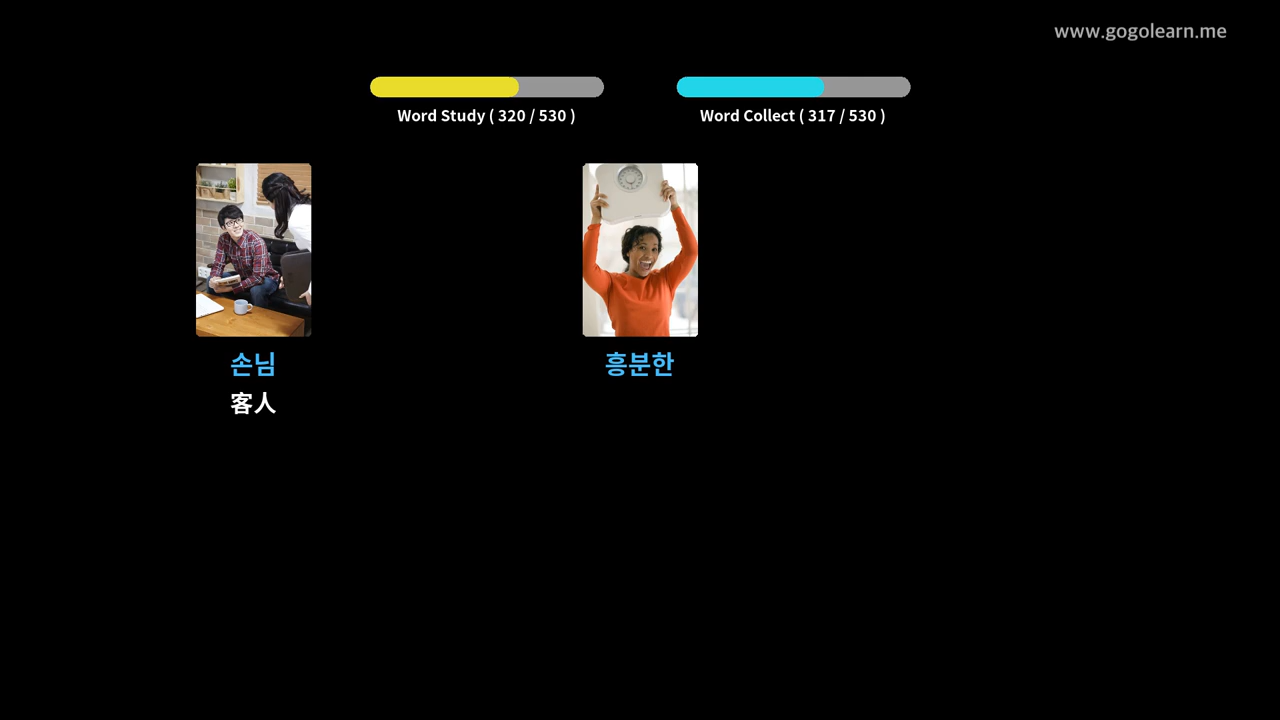 www.gogolearn.me
Word Study ( 320 / 530 )
Word Collect ( 317 / 530 )
손님
客人
흥분한